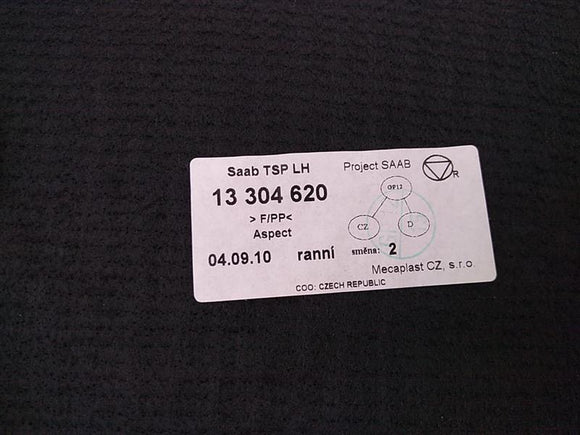 Saab TSP LH
Project SAAB
R
13 304 620
> F/PP<
Aspect
OP12
CZ
D
04.09.10 ranní směna: 2
Mecaplast CZ, s.r.o.
COO: CZECH REPUBLIC